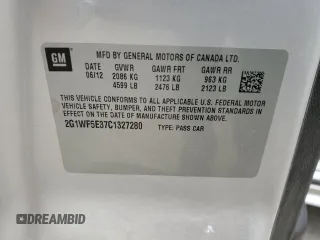 GM
MFD BY GENERAL MOTORS OF CANADA LTD.
DATE GVWR GAWR FRT GAWR RR
06/12 2086 KG 1123 KG 963 KG
4599 LB 2476 LB 2123 LB
THIS VEHICLE CONFORMS TO ALL APPLICABLE U.S. FEDERAL
MOTOR VEHICLE SAFETY, BUMPER, AND THEFT PREVENTION
STANDARDS IN EFFECT ON THE DATE OF MANUFACTURE
SHOWN ABOVE.
2G1WF5E37C1327280 TYPE: PASS CAR
DREAMBID